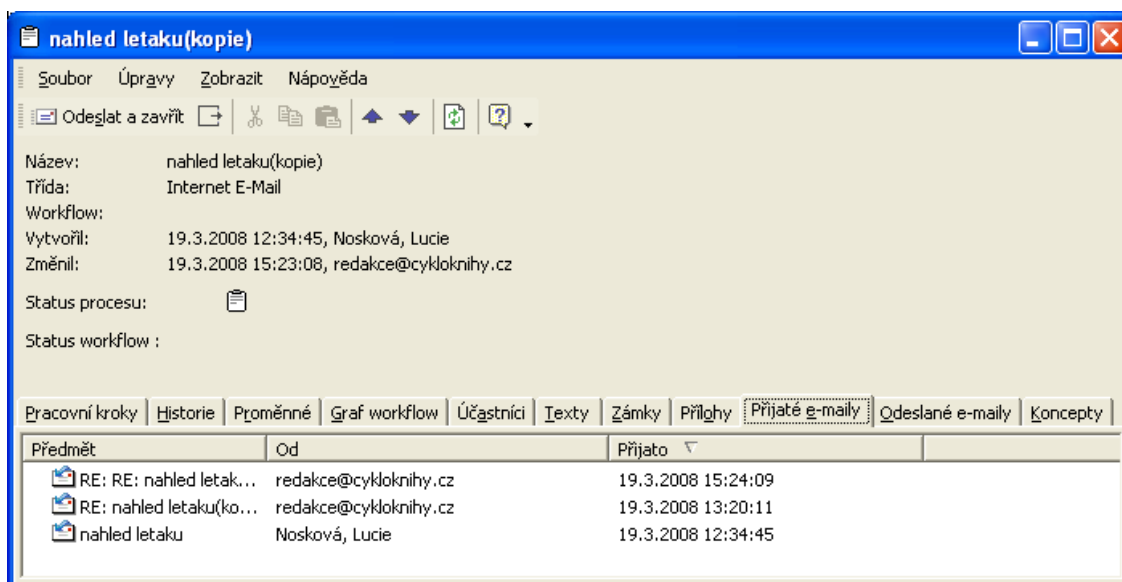 nahled letaku(kopie)
Soubor Úpravy Zobrazit Nápověda
Odeslat a zavřít
Název: nahled letaku(kopie)
Třída: Internet E-Mail
Workflow:
Vytvořil: 19.3.2008 12:34:45, Nosková, Lucie
Změnil: 19.3.2008 15:23:08, redakce@cykloknihy.cz
Status procesu:
Status workflow :
Pracovní kroky Historie Proměnné Graf workflow Účastníci Texty Zámky Přílohy Přijaté e-maily Odeslané e-maily Koncepty
Předmět Od Přijato
RE: RE: nahled letak... redakce@cykloknihy.cz 19.3.2008 15:24:09
RE: nahled letaku(ko... redakce@cykloknihy.cz 19.3.2008 13:20:11
nahled letaku Nosková, Lucie 19.3.2008 12:34:45